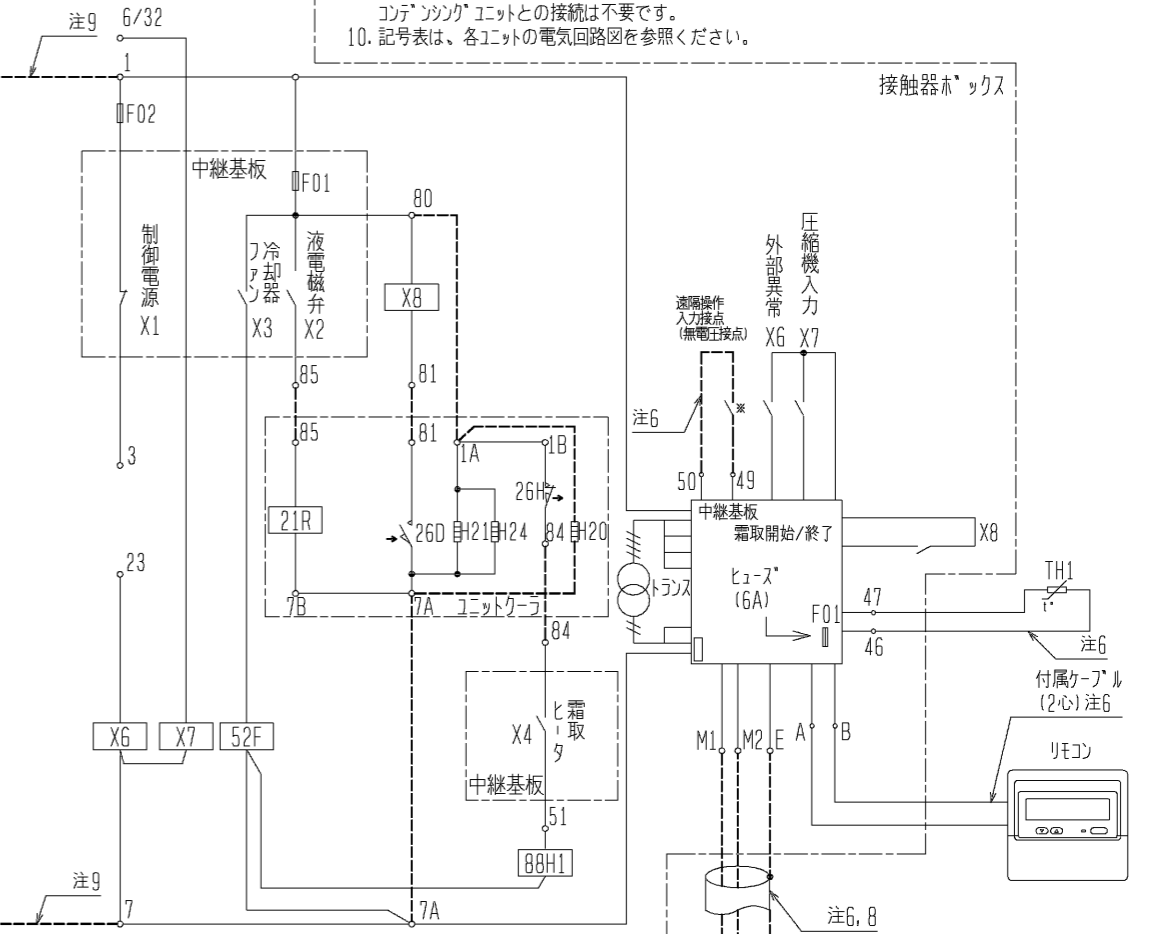 コンデンシングユニットとの接続は不要です。
10. 記号表は、各ユニットの電気回路図を参照ください。
注9
6/32
1
接触器ボックス
F02
中継基板
F01
80
制御電源
X1
冷却器
ファン
X3
液電磁弁
X2
X8
外部異常
X6
圧縮機入力
X7
遠隔操作
入力接点
(無電圧接点)
※
注6
85
81
85
81
1A
1B
50
49
3
26H
中継基板
霜取開始/終了
21R
26D
H21
H24
84
H20
X8
23
トランス
ヒューズ
(6A)
F01
TH1
t°
47
46
7B
7A
ユニットクーラ
84
注6
付属ケーブル
(2心)注6
X6
X7
52F
X4
霜取
ヒータ
中継基板
M1
M2
E
A
B
リモコン
51
88H1
注9
7
7A
注6,8